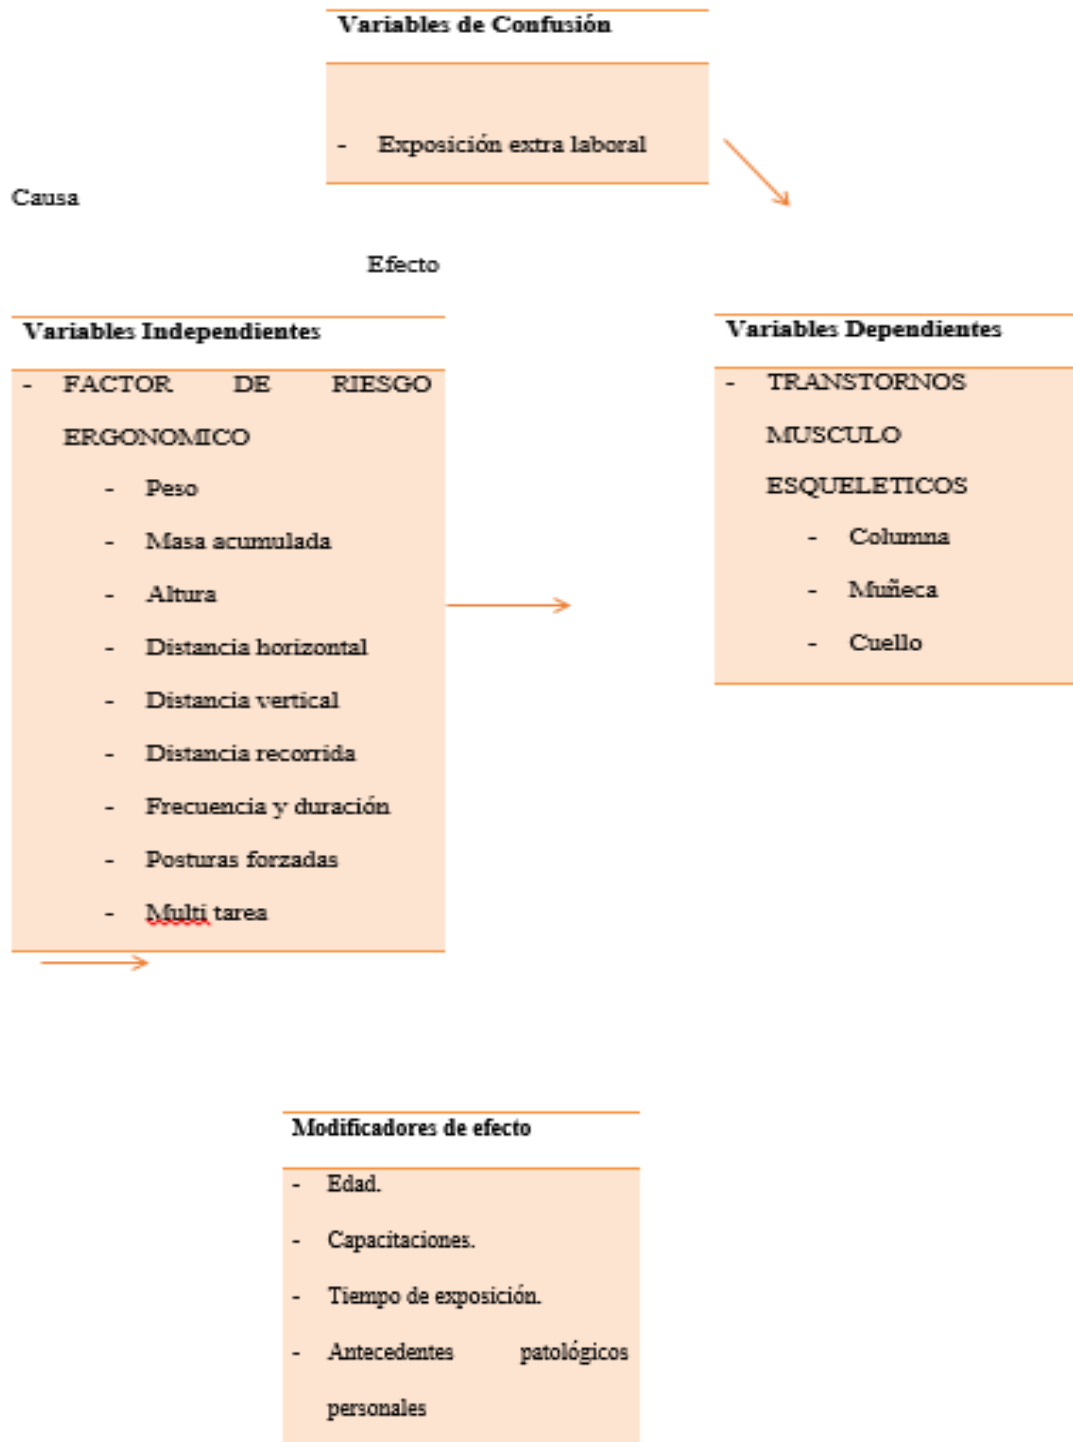 Variables de Confusión
- Exposición extra laboral
Causa
Efecto
Variables Independientes
- FACTOR DE RIESGO
ERGONOMICO
- Peso
- Masa acumulada
- Altura
- Distancia horizontal
- Distancia vertical
- Distancia recorrida
- Frecuencia y duración
- Posturas forzadas
- Multi tarea
Variables Dependientes
- TRANSTORNOS
MUSCULO
ESQUELETICOS
- Columna
- Muñeca
- Cuello
Modificadores de efecto
- Edad.
- Capacitaciones.
- Tiempo de exposición.
- Antecedentes patológicos
personales